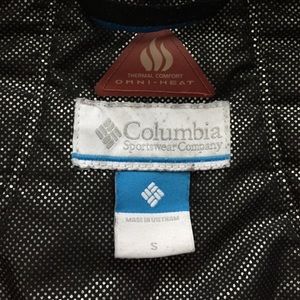 THERMAL COMFORT
OMNI-HEAT
Columbia
Sportswear Company
MADE IN VIETNAM
S